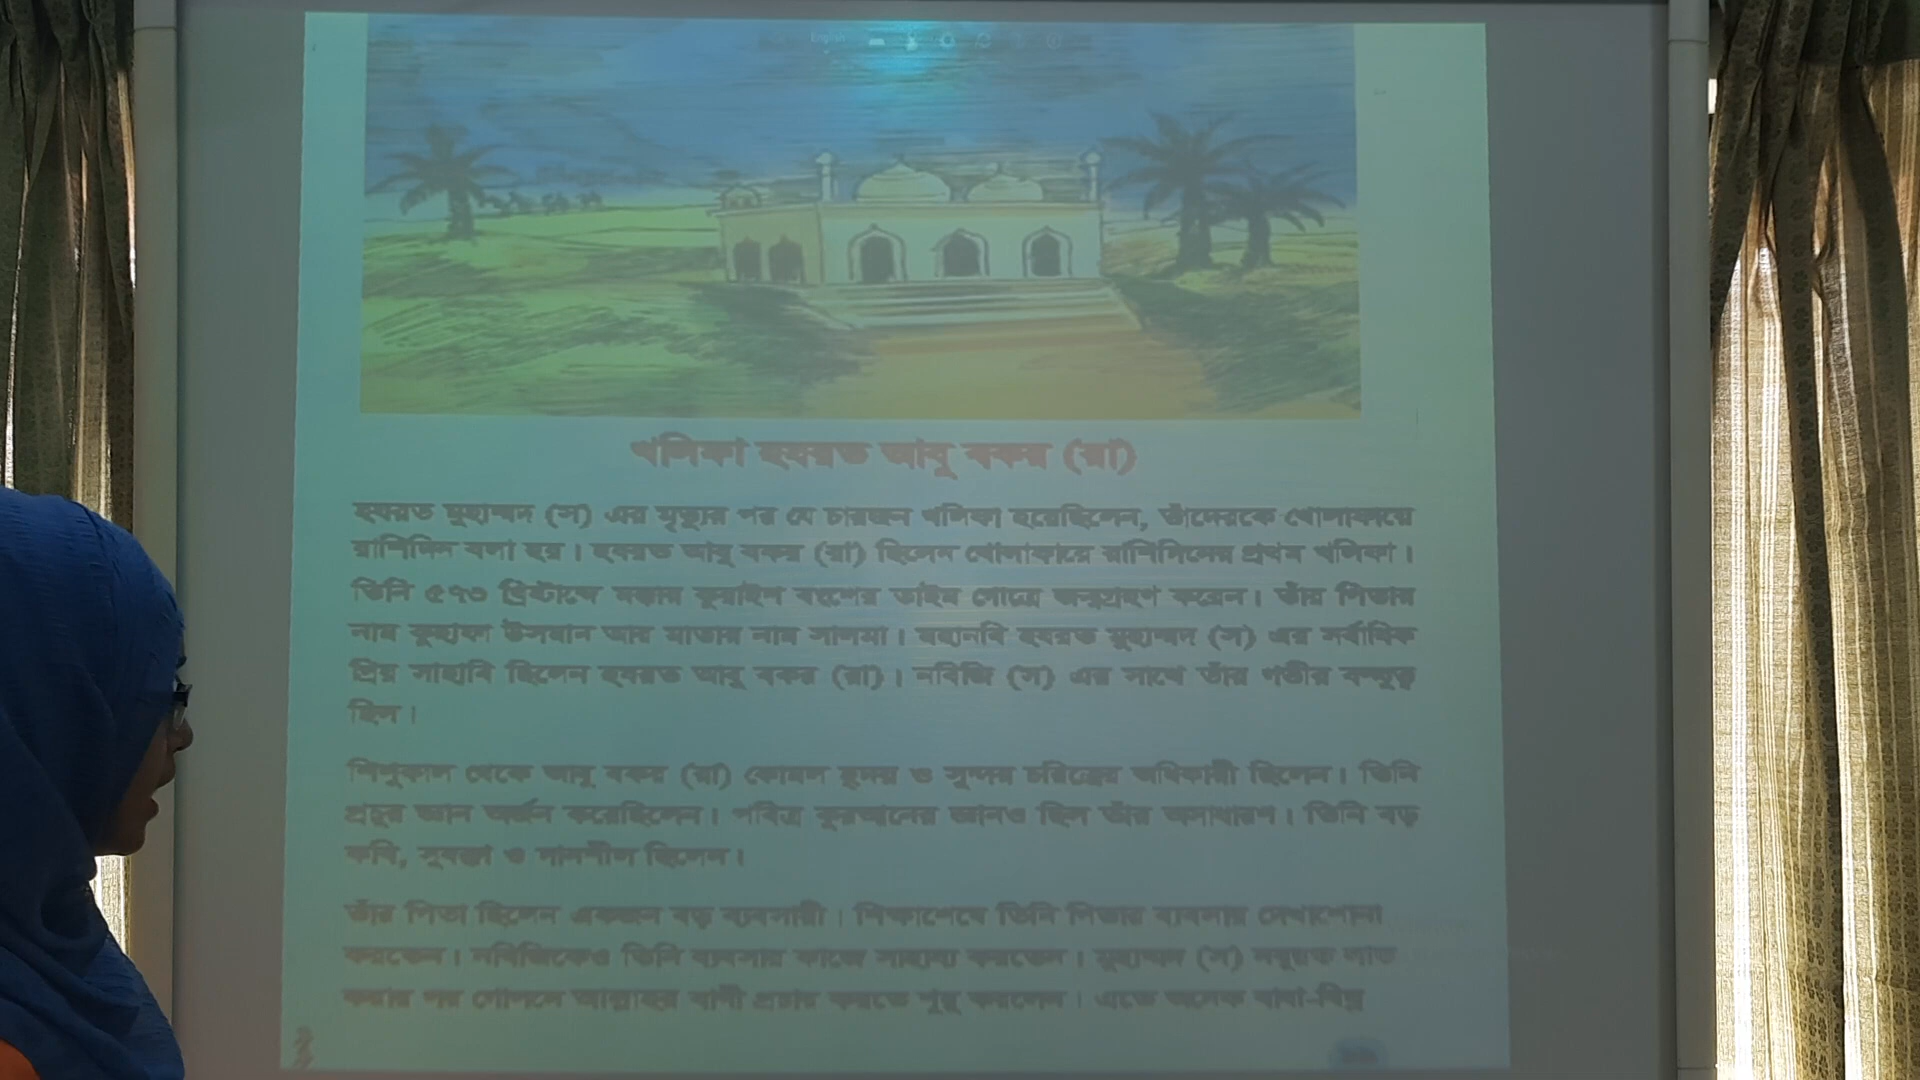 খলিফা হযরত আবু বকর (রা)
হযরত মুহাম্মদ (স) এর মৃত্যুর পর যে চারজন খলিফা হয়েছিলেন, তাঁদেরকে খোলাফায়ে
রাশিদিন বলা হয়। হযরত আবু বকর (রা) ছিলেন খোলাফায়ে রাশিদিনের প্রথম খলিফা।
তিনি ৫৭৩ খ্রিস্টাব্দে মক্কার কুরাইশ বংশের তাইম গোত্রে জন্মগ্রহণ করেন। তাঁর পিতার
নাম কুহাফা উসমান আর মাতার নাম সালমা। মহানবি হযরত মুহাম্মদ (স) এর সর্বাধিক
প্রিয় সাহাবি ছিলেন হযরত আবু বকর (রা)। নবিজি (স) এর সাথে তাঁর গভীর বন্ধুত্ব
ছিল।
শিশুকাল থেকে আবু বকর (রা) কোমল হৃদয় ও সুন্দর চরিত্রের অধিকারী ছিলেন। তিনি
প্রচুর জ্ঞান অর্জন করেছিলেন। পবিত্র কুরআনের জ্ঞানও ছিল তাঁর অসাধারণ। তিনি বড়
কবি, সুবক্তা ও দানশীল ছিলেন।
তাঁর পিতা ছিলেন একজন বড় ব্যবসায়ী। শিক্ষাশেষে তিনি পিতার ব্যবসায় দেখাশোনা
করতেন। নবিজিকেও তিনি ব্যবসায় কাজে সাহায্য করতেন। মুহাম্মদ (স) নবুয়ত লাভ
করার পর গোপনে আল্লাহর বাণী প্রচার করতে শুরু করলেন। এতে অনেক বাধা-বিঘ্ন